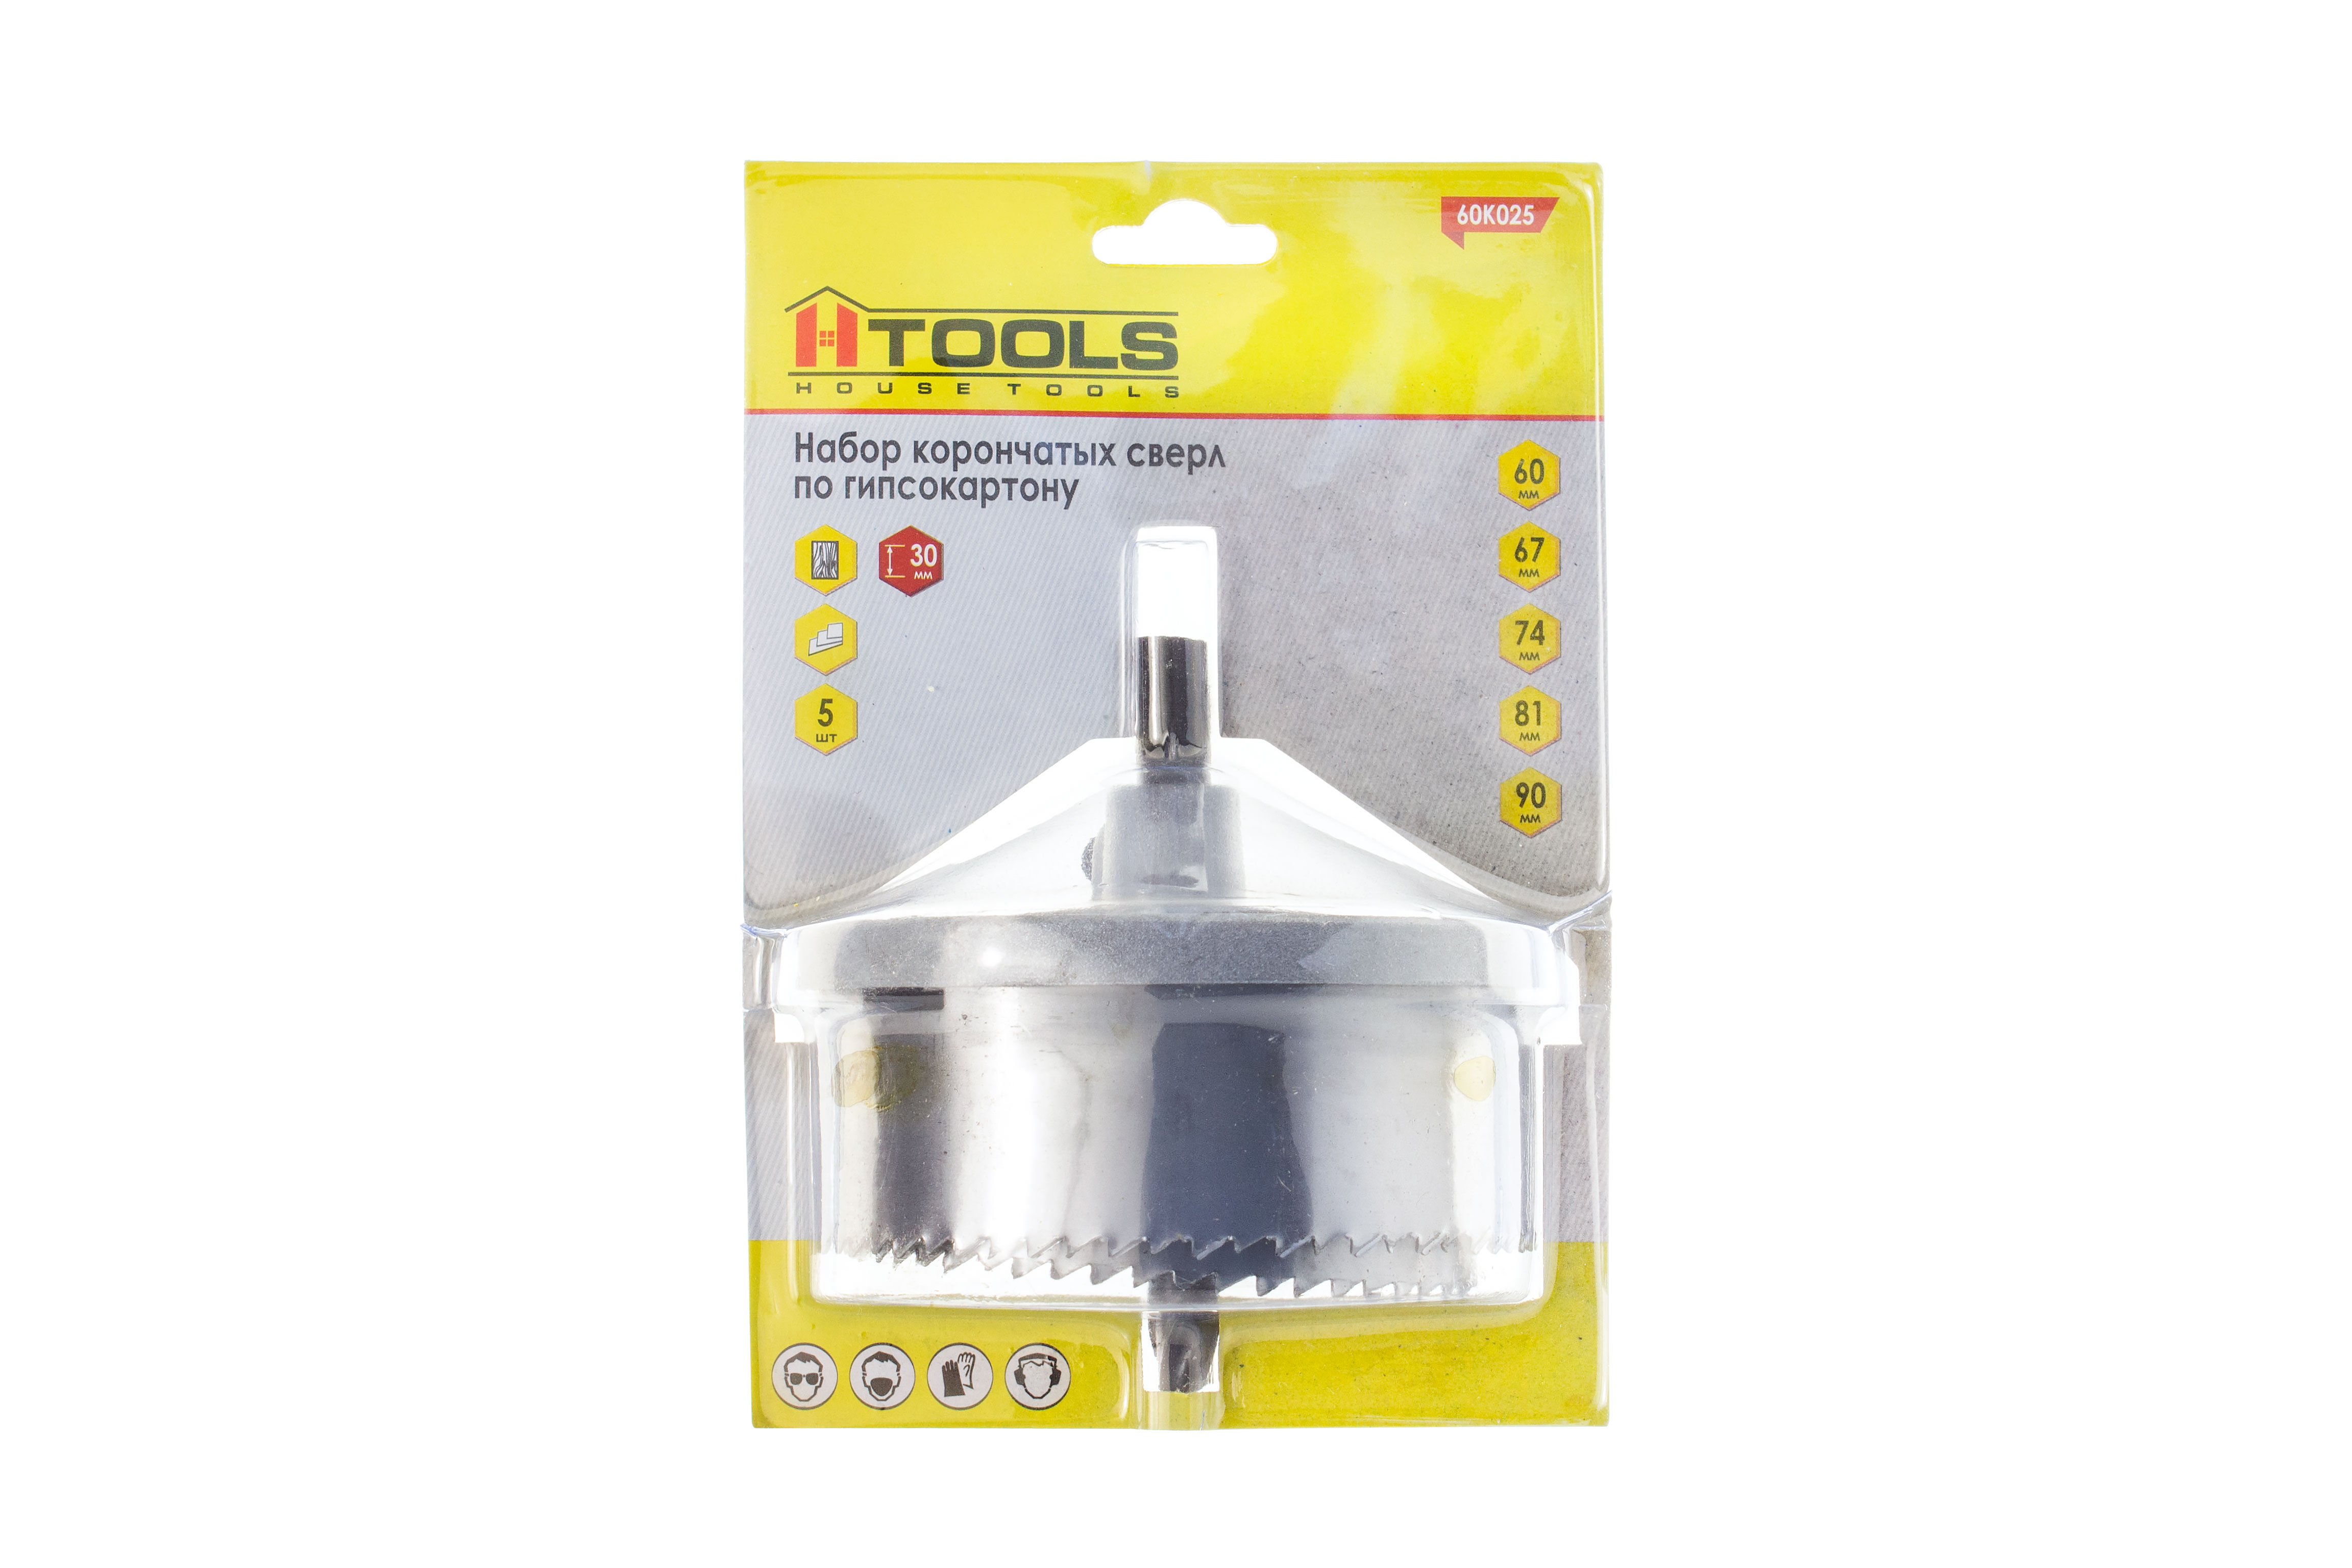 60К025
HTOOLS
HOUSE TOOLS
Набор корончатых сверл
по гипсокартону
30
мм
5
шт
60
мм
67
мм
74
мм
81
мм
90
мм